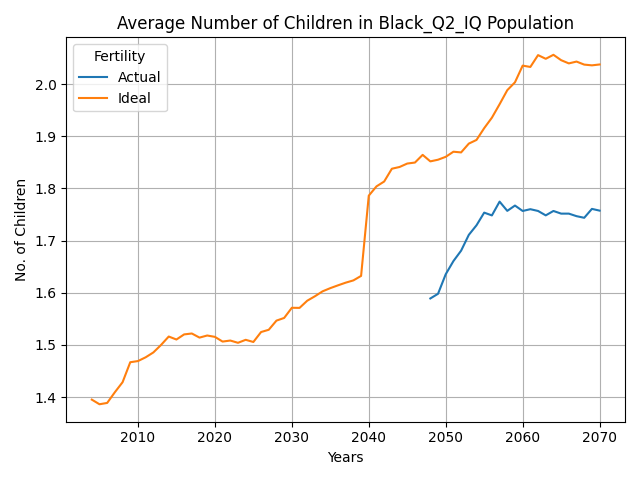 Average Number of Children in Black_Q2_IQ Population
Fertility
Actual
Ideal
No. of Children
2.0
1.9
1.8
1.7
1.6
1.5
1.4
2010 2020 2030 2040 2050 2060 2070
Years